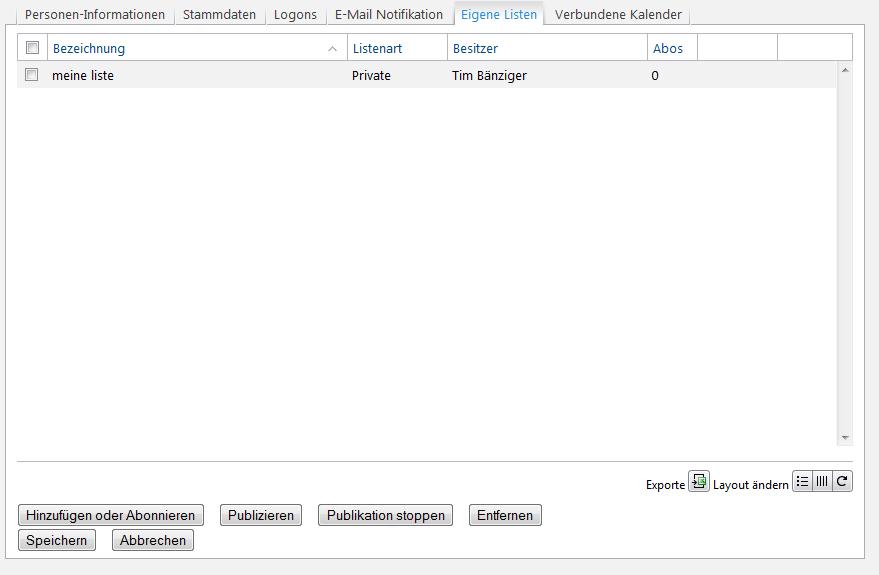 Personen-Informationen Stammdaten Logons E-Mail Notifikation Eigene Listen Verbundene Kalender
Bezeichnung Listenart Besitzer Abos
meine liste Private Tim Bänziger 0
Exporte Layout ändern
Hinzufügen oder Abonnieren Publizieren Publikation stoppen Entfernen
Speichern Abbrechen